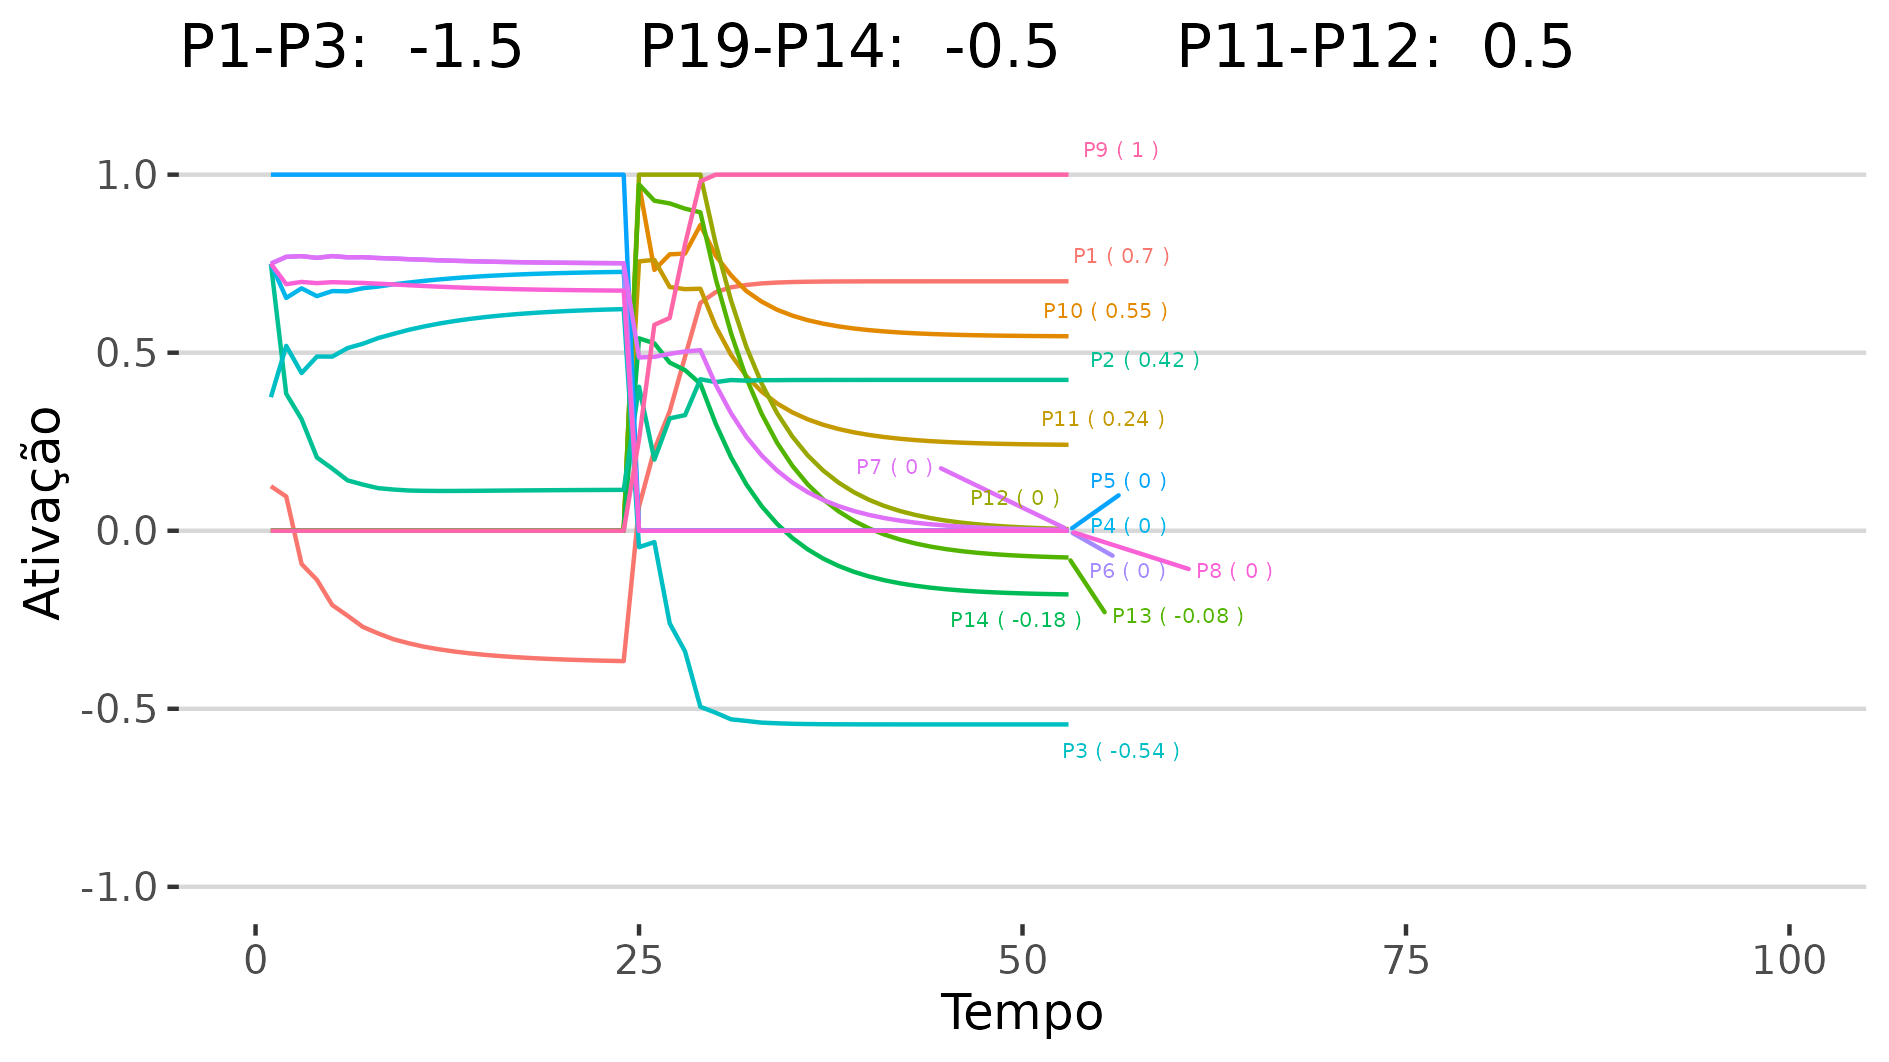 P1-P3:  -1.5  P19-P14:  -0.5  P11-P12:  0.5
P9 ( 1 )
1.0
P1 ( 0.7 )
P10 ( 0.55 )
0.5
P2 ( 0.42 )
P11 ( 0.24 )
P7 ( 0 )
P5 ( 0 )
P12 ( 0 )
0.0
P4 ( 0 )
P6 ( 0 )
P8 ( 0 )
P14 ( -0.18 )
P13 ( -0.08 )
-0.5
P3 ( -0.54 )
-1.0
Ativação
0 25 50 75 100
Tempo